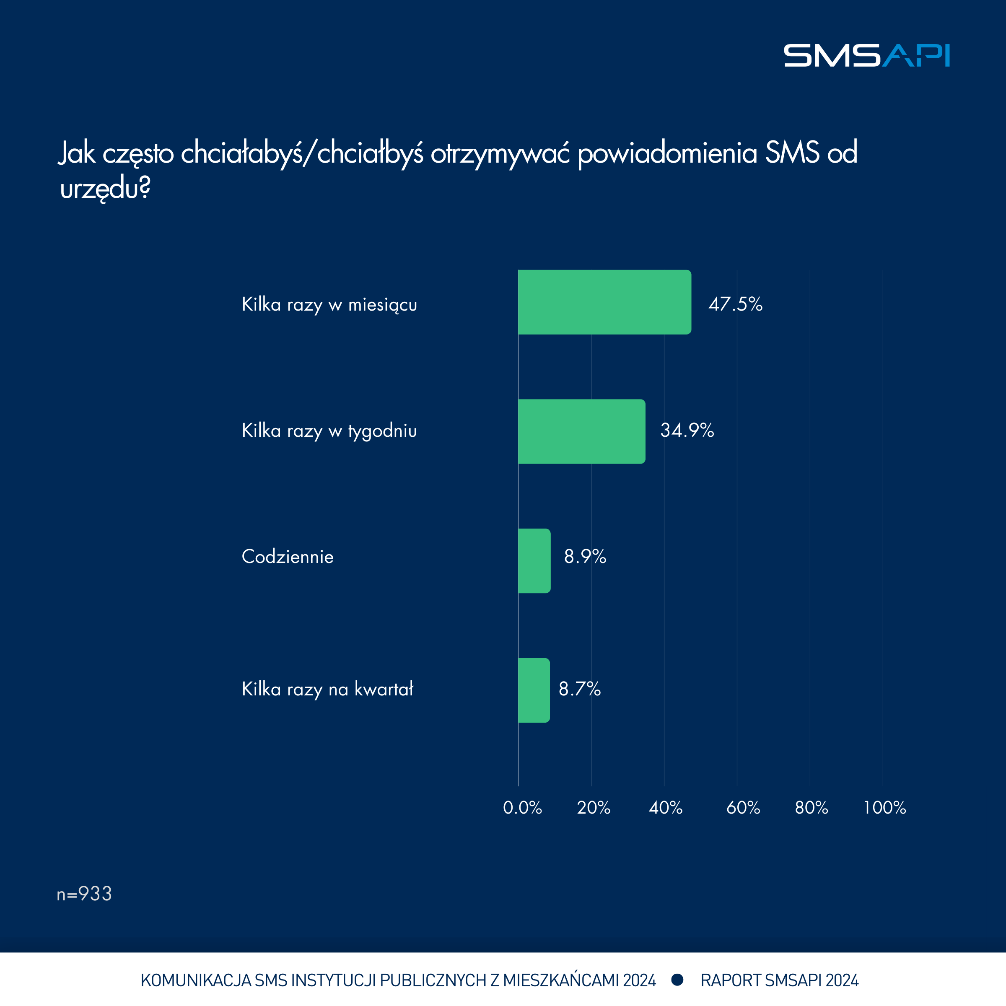 SMSAPI
Jak często chciałabyś/chciałbyś otrzymywać powiadomienia SMS od
urzędu?
Kilka razy w miesiącu 47.5%
Kilka razy w tygodniu 34.9%
Codziennie 8.9%
Kilka razy na kwartał 8.7%
0.0% 20% 40% 60% 80% 100%
n=933
KOMUNIKACJA SMS INSTYTUCJI PUBLICZNYCH Z MIESZKAŃCAMI 2024 ● RAPORT SMSAPI 2024